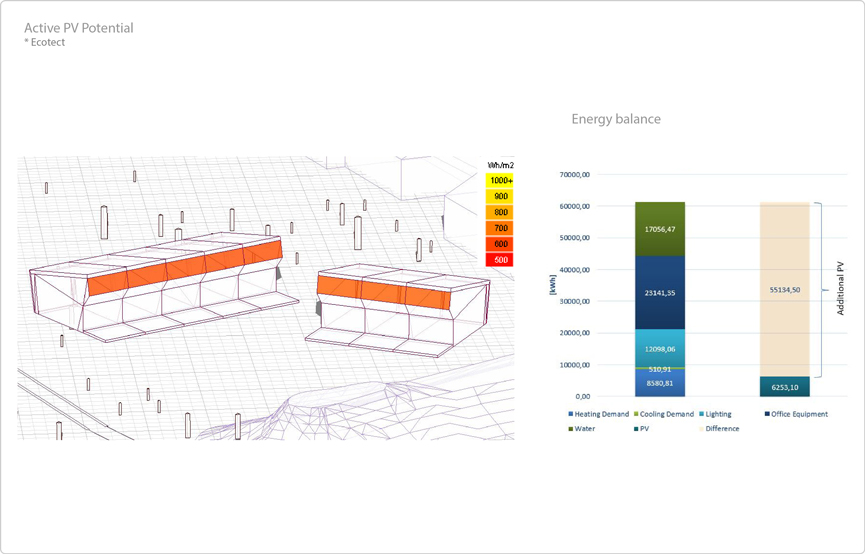 Active PV Potential
* Ecotect
Energy balance
Wh/m2
1000+
900
800
700
600
500
70000,00
60000,00
50000,00
40000,00
30000,00
20000,00
10000,00
0,00
[kWh]
17056,47
23141,35
12098,06
510,91
8580,81
55134,50
6253,10
Additional PV
Heating Demand Cooling Demand Lighting Office Equipment
Water PV Difference